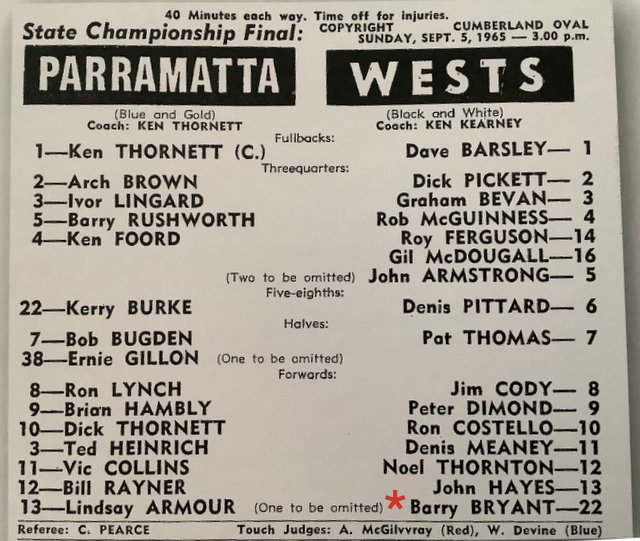 40 Minutes each way. Time off for injuries.
State Championship Final: COPYRIGHT CUMBERLAND OVAL
SUNDAY, SEPT. 5, 1965 — 3.00 p.m.
PARRAMATTA WESTS
(Blue and Gold) (Black and White)
Coach: KEN THORNETT Coach: KEN KEARNEY
Fullbacks:
1—Ken THORNETT (C.) Dave BARSLEY— 1
Threequarters:
2—Arch BROWN Dick PICKETT— 2
3—Ivor LINGARD Graham BEVAN— 3
5—Barry RUSHWORTH Rob McGUINNESS— 4
4—Ken FOORD Roy FERGUSON—14
Gil McDOUGALL—16
(Two to be omitted) John ARMSTRONG— 5
Five-eighths:
22—Kerry BURKE Denis PITTARD— 6
Halves:
7—Bob BUGDEN Pat THOMAS— 7
38—Ernie GILLON (One to be omitted)
Forwards:
8—Ron LYNCH Jim CODY— 8
9—Brian HAMBLY Peter DIMOND— 9
10—Dick THORNETT Ron COSTELLO—10
3—Ted HEINRICH Denis MEANEY—11
11—Vic COLLINS Noel THORNTON—12
12—Bill RAYNER John HAYES—13
13—Lindsay ARMOUR (One to be omitted) * Barry BRYANT—22
Referee: C. PEARCE Touch Judges: A. McGilvvray (Red), W. Devine (Blue)